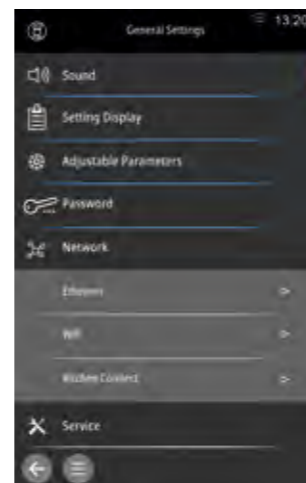 General Settings
13.20
Sound
Setting Display
Adjustable Parameters
Password
Network
Ethernet
>
Wifi
>
Kitchen Connect
>
Service